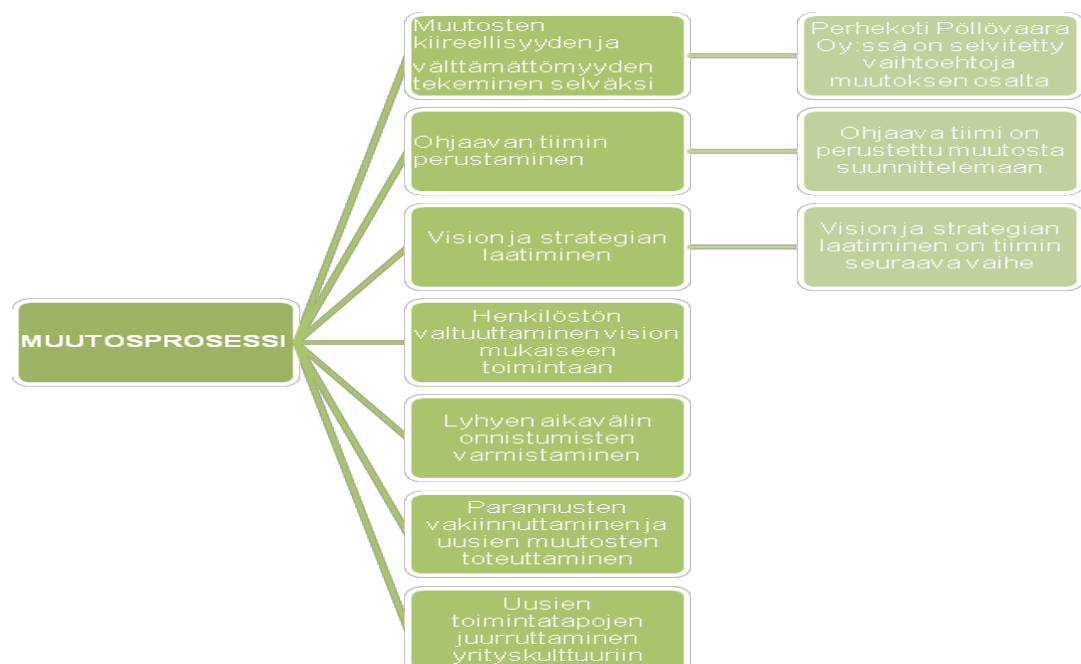 MUUTOSPROSESSI
Muutosten
kiireellisyyden ja
välttämättömyyden
tekeminen selväksi
Perhekoti Pöllövaara
Oy:ssä on selvitetty
vaihtoehtoja
muutoksen osalta
Ohjaavan tiimin
perustaminen
Ohjaava tiimi on
perustettu muutosta
suunnittelemaan
Vision ja strategian
laatiminen
Vision ja strategian
laatiminen on tiimin
seuraava vaihe
Henkilöstön
valtuuttaminen vision
mukaiseen
toimintaan
Lyhyen aikavälin
onnistumisten
varmistaminen
Parannusten
vakiinnuttaminen ja
uusien muutosten
toteuttaminen
Uusien
toimintatapojen
juurruttaminen
yrityskulttuuriin